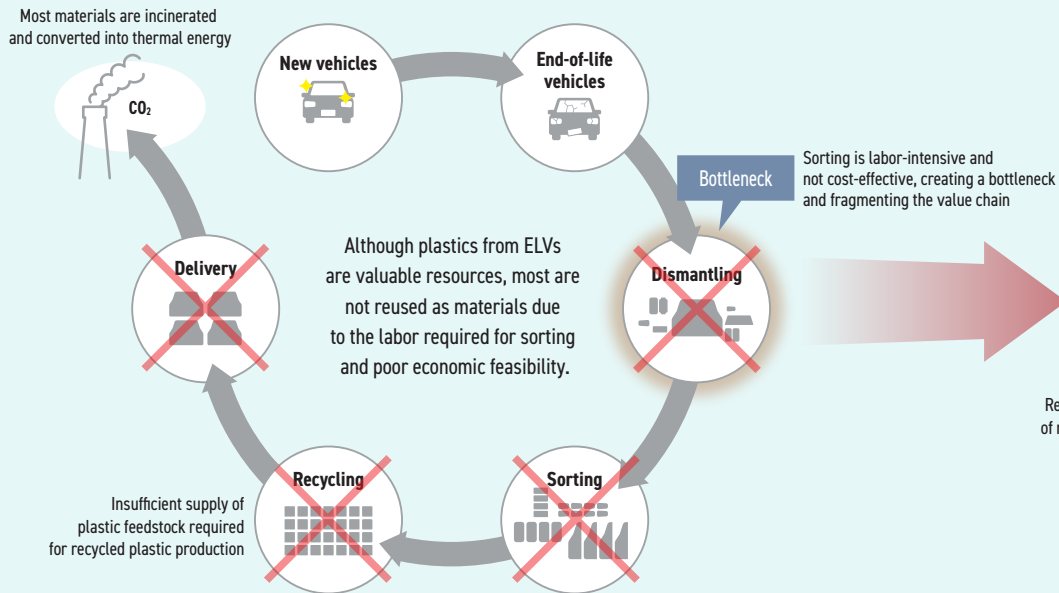 Most materials are incinerated
and converted into thermal energy
CO₂
New vehicles
End-of-life
vehicles
Bottleneck
Sorting is labor-intensive and
not cost-effective, creating a bottleneck
and fragmenting the value chain
Delivery
Although plastics from ELVs
are valuable resources, most are
not reused as materials due
to the labor required for sorting
and poor economic feasibility.
Dismantling
Recycling
Sorting
Insufficient supply of
plastic feedstock required
for recycled plastic production
Re
of